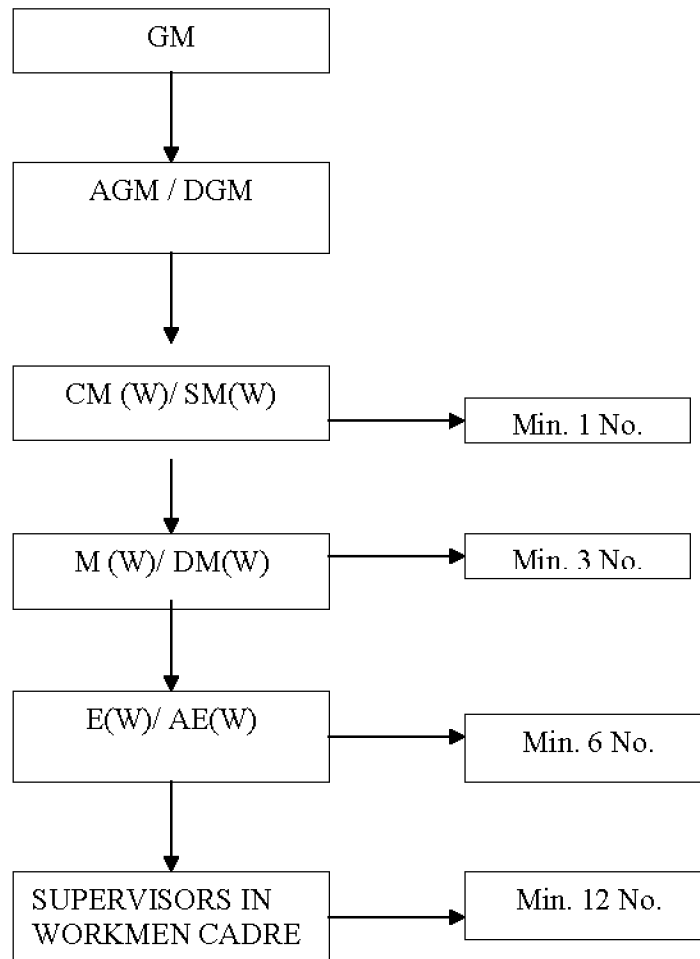 GM
AGM / DGM
CM (W)/ SM(W)
Min. 1 No.
M (W)/ DM(W)
Min. 3 No.
E(W)/ AE(W)
Min. 6 No.
SUPERVISORS IN
WORKMEN CADRE
Min. 12 No.